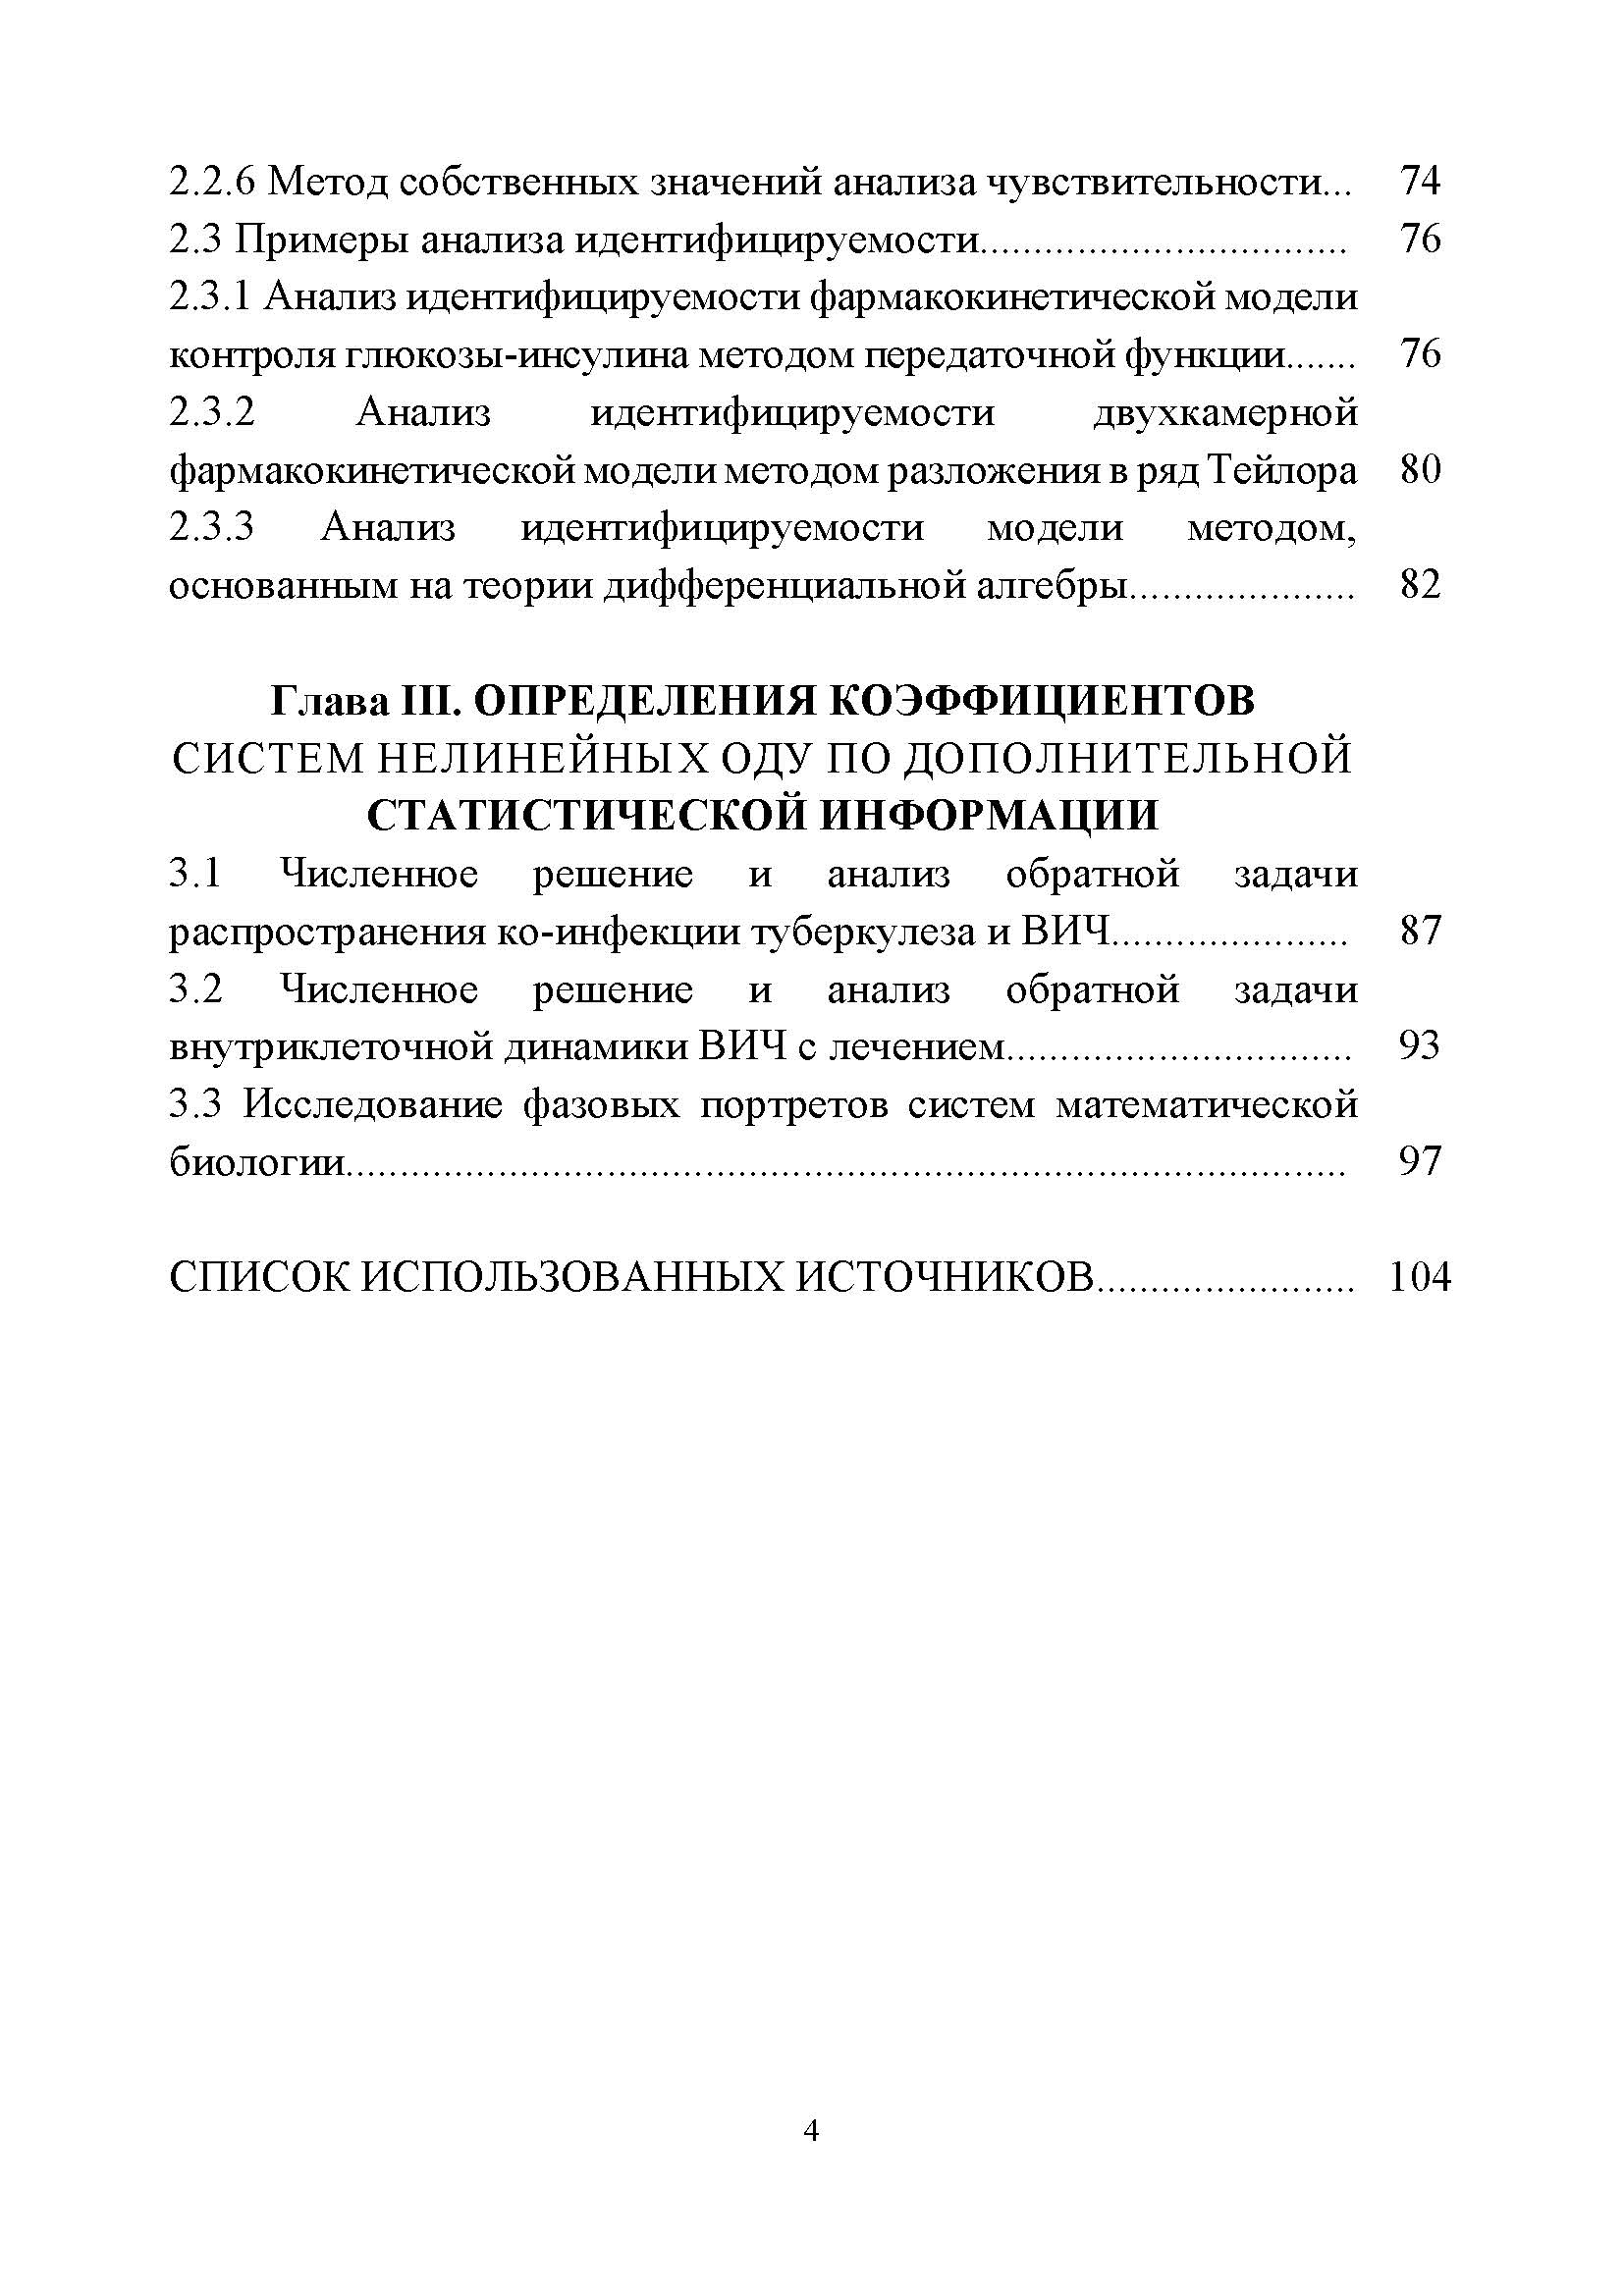 2.2.6 Метод собственных значений анализа чувствительности... 74
2.3 Примеры анализа идентифицируемости................................ 76
2.3.1 Анализ идентифицируемости фармакокинетической модели
контроля глюкозы-инсулина методом передаточной функции....... 76
2.3.2 Анализ идентифицируемости двухкамерной
фармакокинетической модели методом разложения в ряд Тейлора 80
2.3.3 Анализ идентифицируемости модели методом,
основанным на теории дифференциальной алгебры..................... 82
Глава III. ОПРЕДЕЛЕНИЯ КОЭФФИЦИЕНТОВ
СИСТЕМ НЕЛИНЕЙНЫХ ОДУ ПО ДОПОЛНИТЕЛЬНОЙ
СТАТИСТИЧЕСКОЙ ИНФОРМАЦИИ
3.1 Численное решение и анализ обратной задачи
распространения ко-инфекции туберкулеза и ВИЧ...................... 87
3.2 Численное решение и анализ обратной задачи
внутриклеточной динамики ВИЧ с лечением.............................. 93
3.3 Исследование фазовых портретов систем математической
биологии........................................................................... 97
СПИСОК ИСПОЛЬЗОВАННЫХ ИСТОЧНИКОВ........................ 104
4